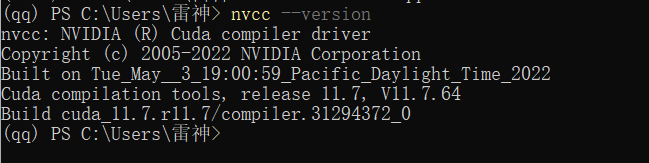 (qq) PS C:\Users\雷神> nvcc --version
nvcc: NVIDIA (R) Cuda compiler driver
Copyright (c) 2005-2022 NVIDIA Corporation
Built on Tue_May__3_19:00:59_Pacific_Daylight_Time_2022
Cuda compilation tools, release 11.7, V11.7.64
Build cuda_11.7.r11.7/compiler.31294372_0
(qq) PS C:\Users\雷神>